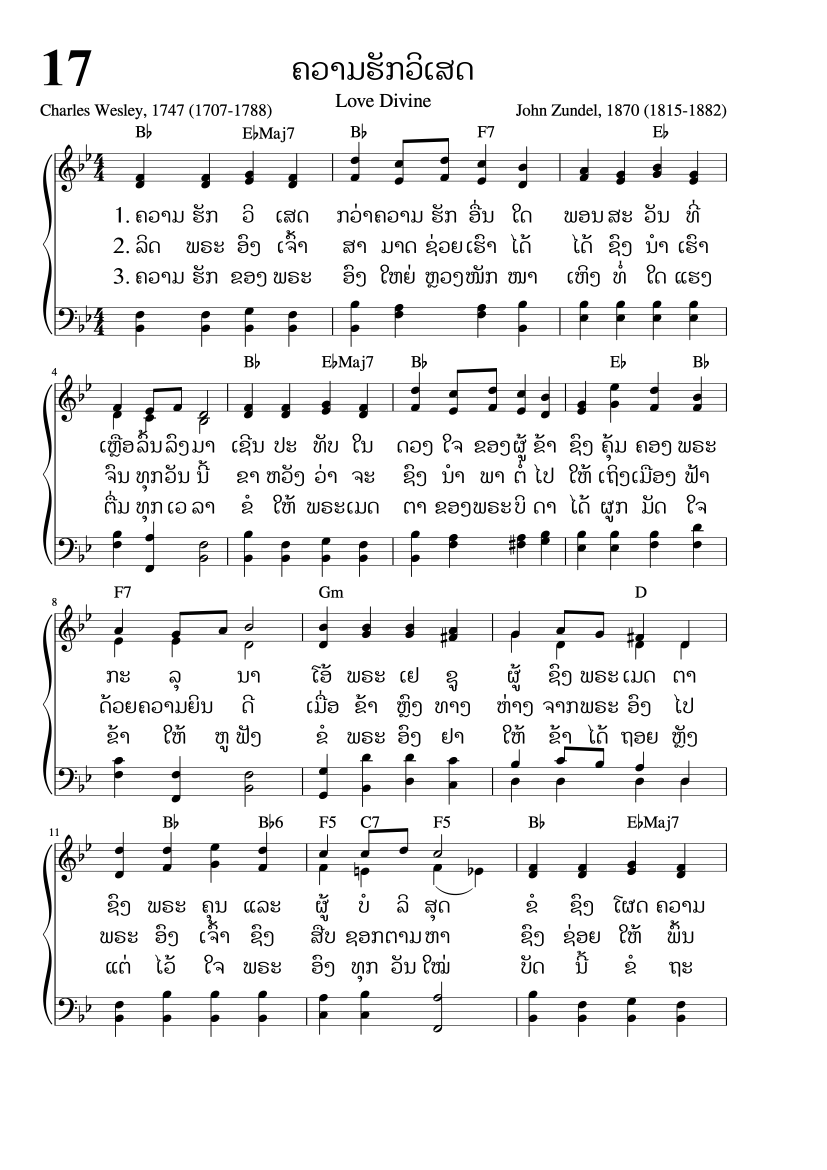 17
ຄວາມຮັກວິເສດ
Love Divine
Charles Wesley, 1747 (1707-1788) John Zundel, 1870 (1815-1882)
B♭ E♭Maj7 B♭ F7 E♭
1. ຄວາມ ຮັກ ວິ ເສດ ກວ່າຄວາມ ຮັກ ອື່ນ ໃດ ພອນ ສະ ວັນ ທີ່
2. ລິດ ພຣະ ອົງ ເຈົ້າ ສາ ມາດ ຊ່ວຍເຮົາ ໄດ້ ໄດ້ ຊົງ ນໍາ ເຮົາ
3. ຄວາມ ຮັກ ຂອງ ພຣະ ອົງ ໃຫຍ່ ຫຼວງໜັກ ໜາ ເຫິງ ທໍ່ ໃດ ແຮງ
4 B♭ E♭Maj7 B♭ E♭ B♭
ເຫຼືອລົ້ນລົງມາ ເຊີນ ປະ ທັບ ໃນ ດວງ ໃຈ ຂອງຜູ້ ຂ້າ ຊົງ ຄຸ້ມ ຄອງ ພຣະ
ຈົນ ທຸກວັນ ນີ້ ຂາ ຫວັງ ວ່າ ຈະ ຊົງ ນໍາ ພາ ຕໍ່ ໄປ ໃຫ້ ເຖິງເມືອງ ຟ້າ
ຕື່ມ ທຸກ ເວ ລາ ຂໍ ໃຫ້ ພຣະເມດ ຕາ ຂອງພຣະບິ ດາ ໄດ້ ຜູກ ມັດ ໃຈ
8 F7 Gm D
ກະ ລຸ ນາ ໂອ້ ພຣະ ເຢ ຊູ ຜູ້ ຊົງ ພຣະ ເມດ ຕາ
ດ້ວຍຄວາມຍິນ ດີ ເມື່ອ ຂ້າ ຫຼົງ ທາງ ຫ່າງ ຈາກພຣະ ອົງ ໄປ
ຂ້າ ໃຫ້ ຫູ ຟັງ ຂໍ ພຣະ ອົງ ຢາ ໃຫ້ ຂ້າ ໄດ້ ຖອຍ ຫຼັງ
11 B♭ B♭6 F5 C7 F5 B♭ E♭Maj7
ຊົງ ພຣະ ຄຸນ ແລະ ຜູ້ ບໍ ລິ ສຸດ ຂໍ ຊົງ ໂຜດ ຄວາມ
ພຣະ ອົງ ເຈົ້າ ຊົງ ສືບ ຊອກຕາມ ຫາ ຊົງ ຊ່ອຍ ໃຫ້ ພົ້ນ
ແຕ່ ໄວ້ ໃຈ ພຣະ ອົງ ທຸກ ວັນ ໃໝ່ ບັດ ນີ້ ຂໍ ຖະ